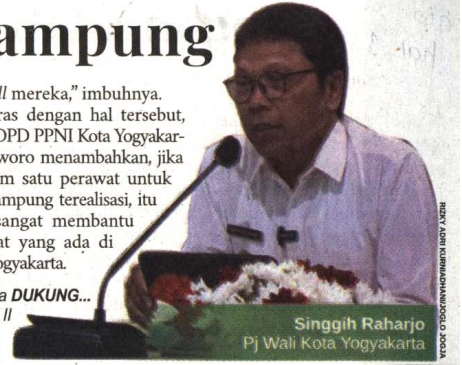 ampung
mereka,” imbuhnya.
ras dengan hal tersebut,
DPD PPNI Kota Yogyakar-
woro menambahkan, jika
m satu perawat untuk
ampung terealisasi, itu
sangat membantu
at yang ada di
ogyakarta.
a DUKUNG...
II
Singgih Raharjo
Pj Wali Kota Yogyakarta
RIZKY ADRI KURNIADHANI/JOGLO JOGJA